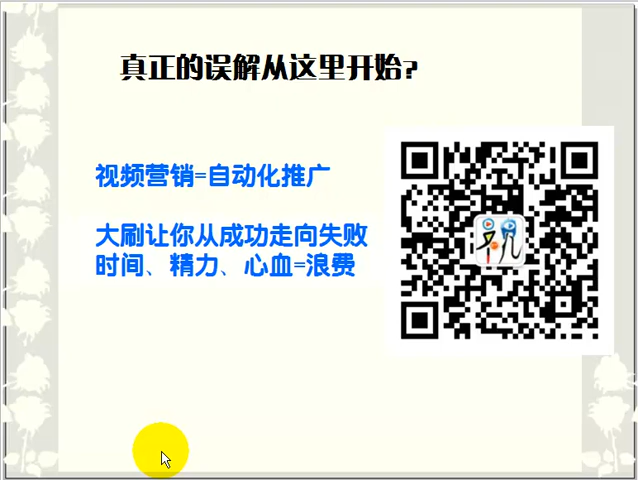 真正的误解从这里开始?
视频营销=自动化推广
大刷让你从成功走向失败
时间、精力、心血=浪费
视